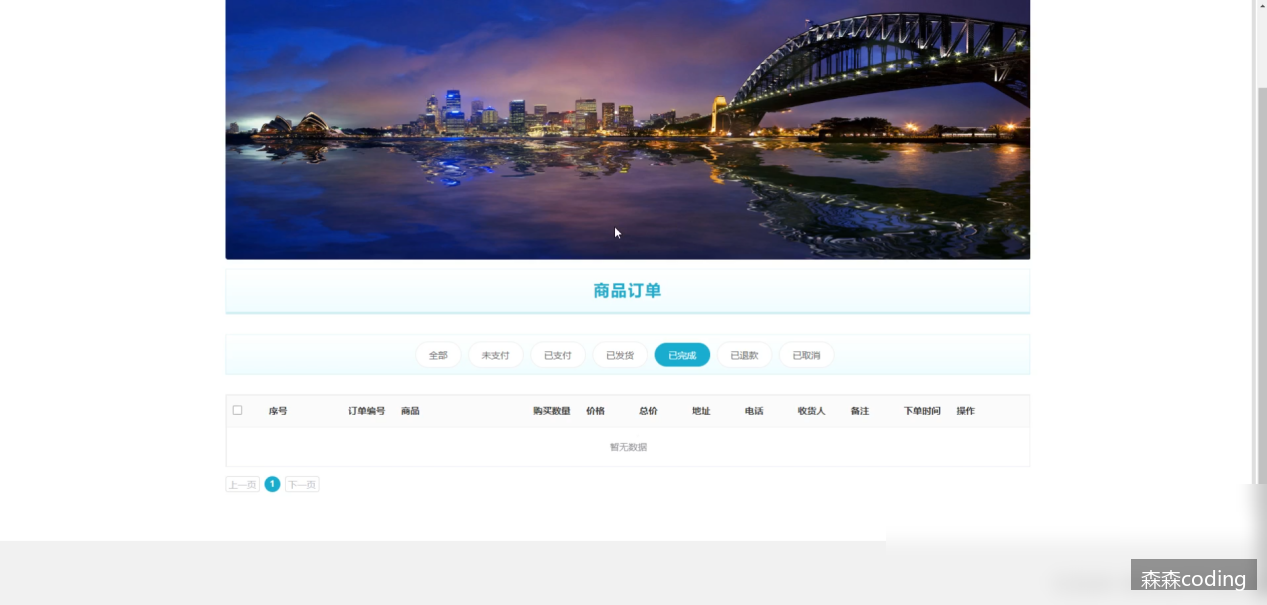 商品订单
全部 未支付 已支付 已发货 已完成 已退款 已取消
序号 订单编号 商品 购买数量 价格 总价 地址 电话 收货人 备注 下单时间 操作
暂无数据
上一页 1 下一页
森森coding